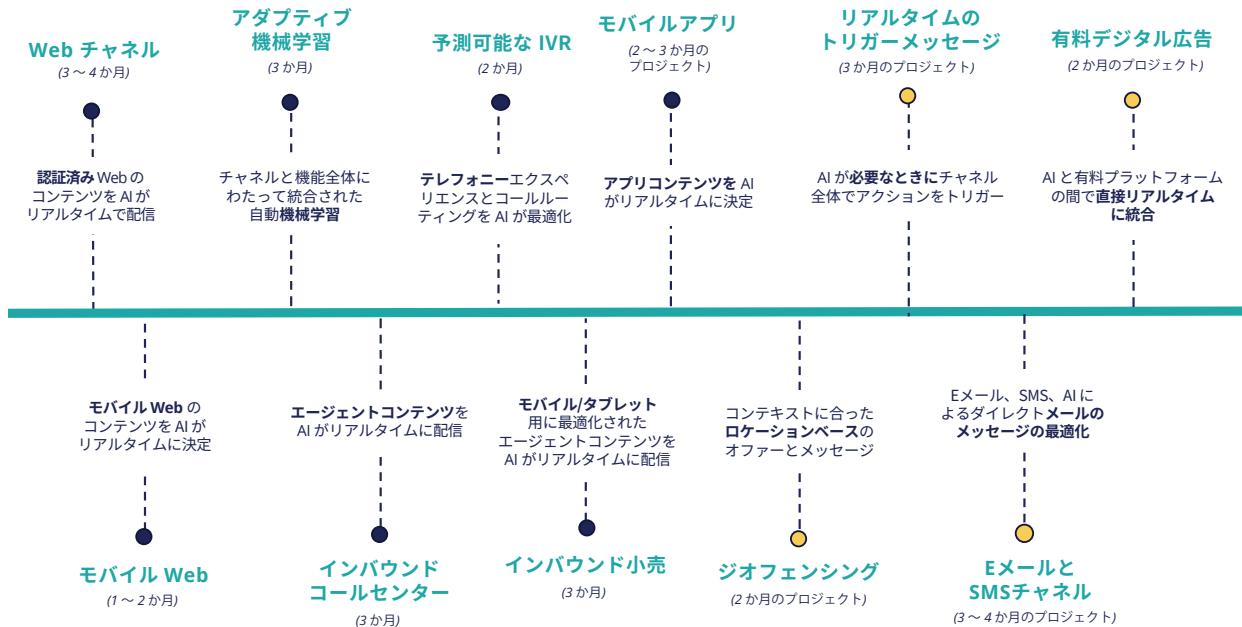 Web チャネル
(3 ～ 4 か月)
認証済み Web の
コンテンツを AI が
リアルタイムで配信
アダプティブ
機械学習
(3 か月)
チャネルと機能全体に
わたって統合された
自動機械学習
予測可能な IVR
(2 か月)
テレフォニーエクスペ
リエンスとコールルー
ティングを AI が最適化
モバイルアプリ
(2 ～ 3 か月の
プロジェクト)
アプリコンテンツを AI
がリアルタイムに決定
リアルタイムの
トリガーメッセージ
(3 か月のプロジェクト)
AI が必要なときにチャネル
全体でアクションをトリガー
有料デジタル広告
(2 か月のプロジェクト)
AI と有料プラットフォーム
の間で直接リアルタイム
に統合
モバイル Web の
コンテンツを AI が
リアルタイムに決定
モバイル Web
(1 ～ 2 か月)
エージェントコンテンツを
AI がリアルタイムに配信
インバウンド
コールセンター
(3 か月)
モバイル/タブレット
用に最適化された
エージェントコンテンツを
AI がリアルタイムに配信
インバウンド小売
(3 か月)
コンテキストに合った
ロケーションベースの
オファーとメッセージ
ジオフェンシング
(2 か月のプロジェクト)
Eメール、SMS、AI に
よるダイレクトメールの
メッセージの最適化
Eメールと
SMSチャネル
(3 ～ 4 か月のプロジェクト)